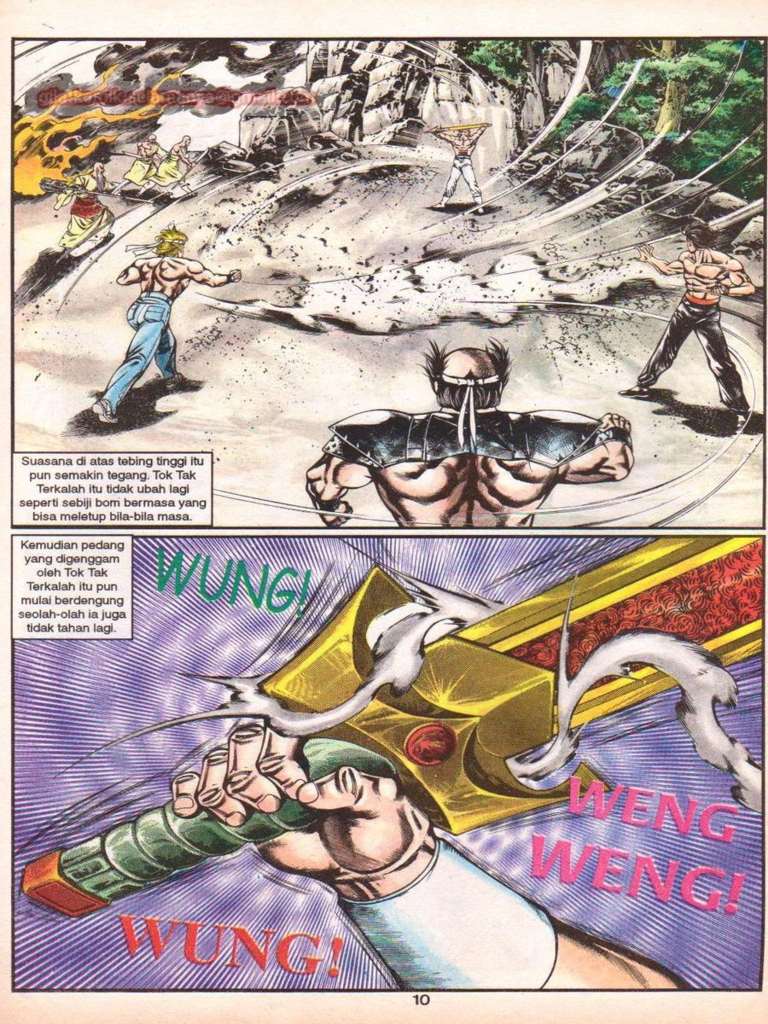 Suasana di atas tebing tinggi itu
pun semakin tegang. Tok Tak
Terkalah itu tidak ubah lagi
seperti sebiji bom bermasa yang
bisa meletup bila-bila masa.
Kemudian pedang
yang digenggam
oleh Tok Tak
Terkalah itu pun
mulai berdengung
seolah-olah ia juga
tidak tahan lagi.
WUNG!
WENG
WENG!
WUNG!
10